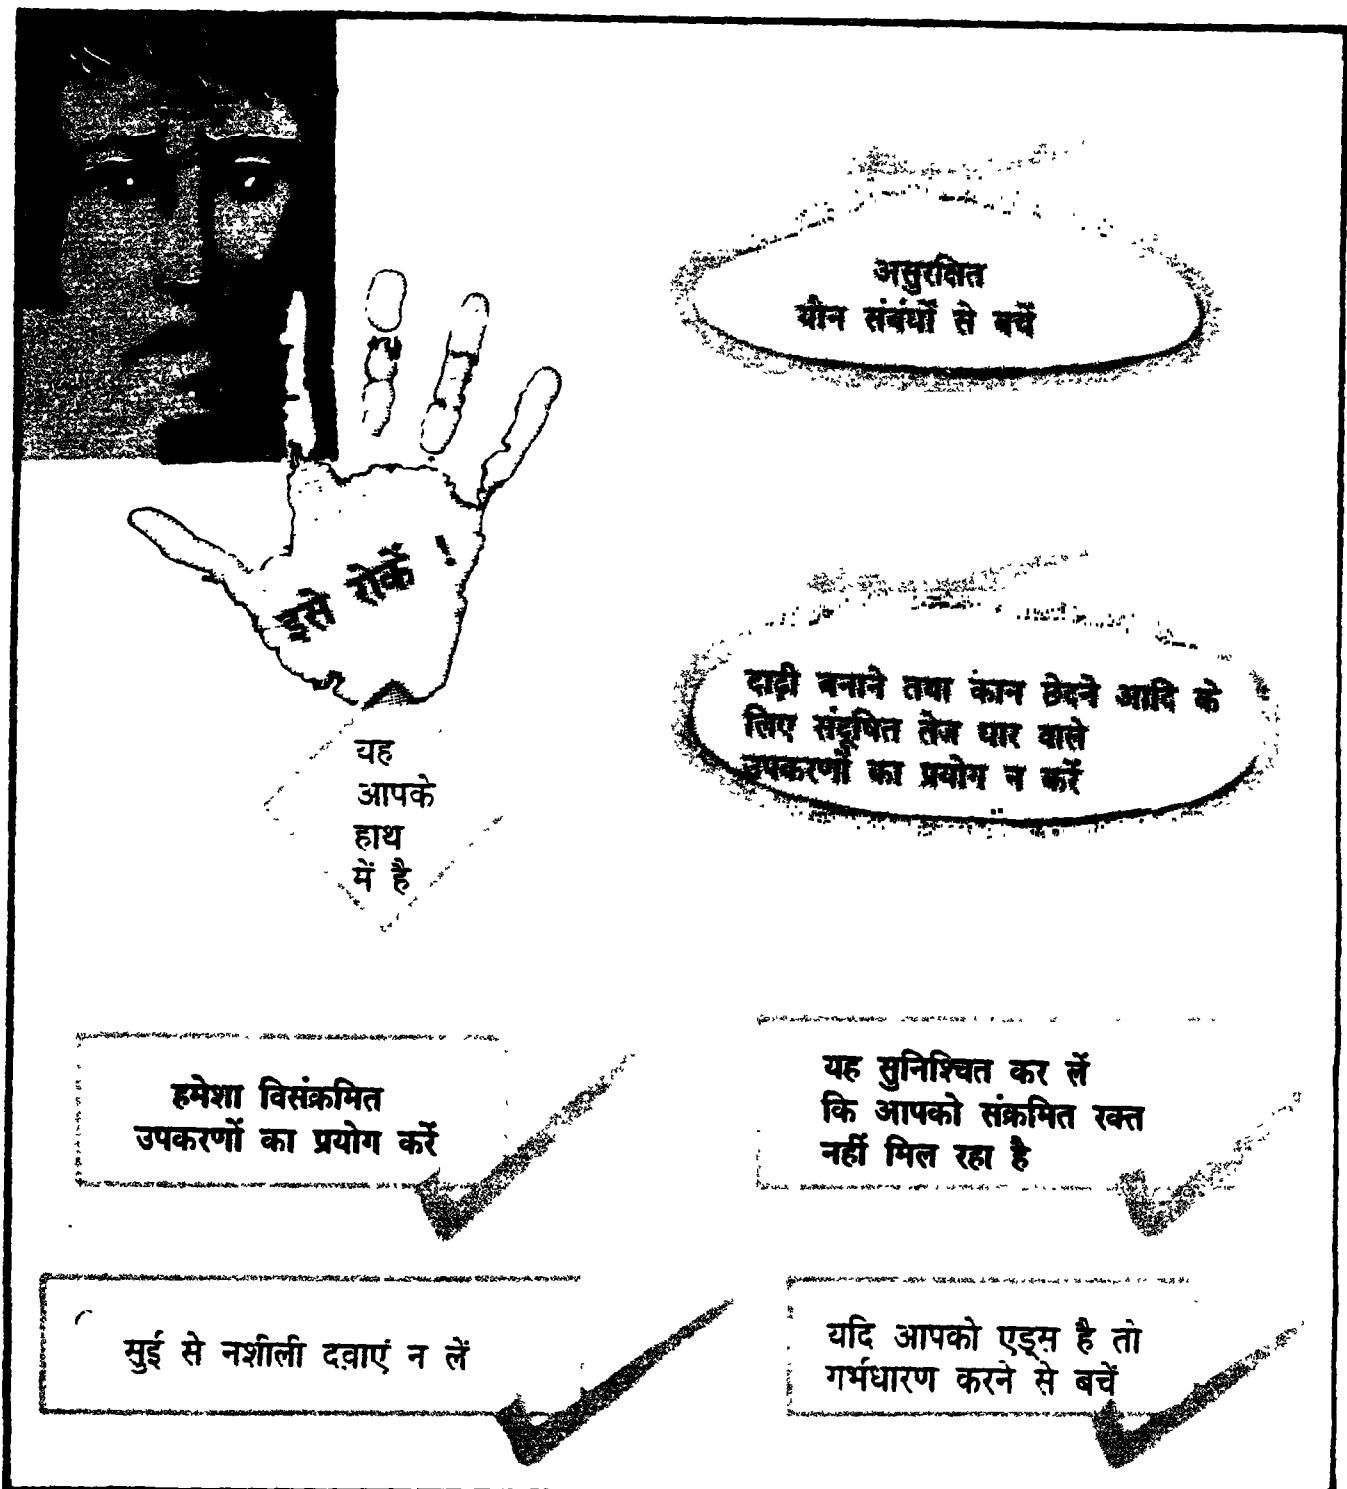 असुरक्षित
यौन संबंधों से बचें
इसे रोकें !
दाढ़ी बनाने तथा कान छेदने आदि के
लिए संदूषित तेज धार वाले
उपकरणों का प्रयोग न करें
यह
आपके
हाथ
में है
हमेशा विसंक्रमित
उपकरणों का प्रयोग करें
यह सुनिश्चित कर लें
कि आपको संक्रमित रक्त
नहीं मिल रहा है
सुई से नशीली दवाएं न लें
यदि आपको एड्स है तो
गर्भधारण करने से बचें